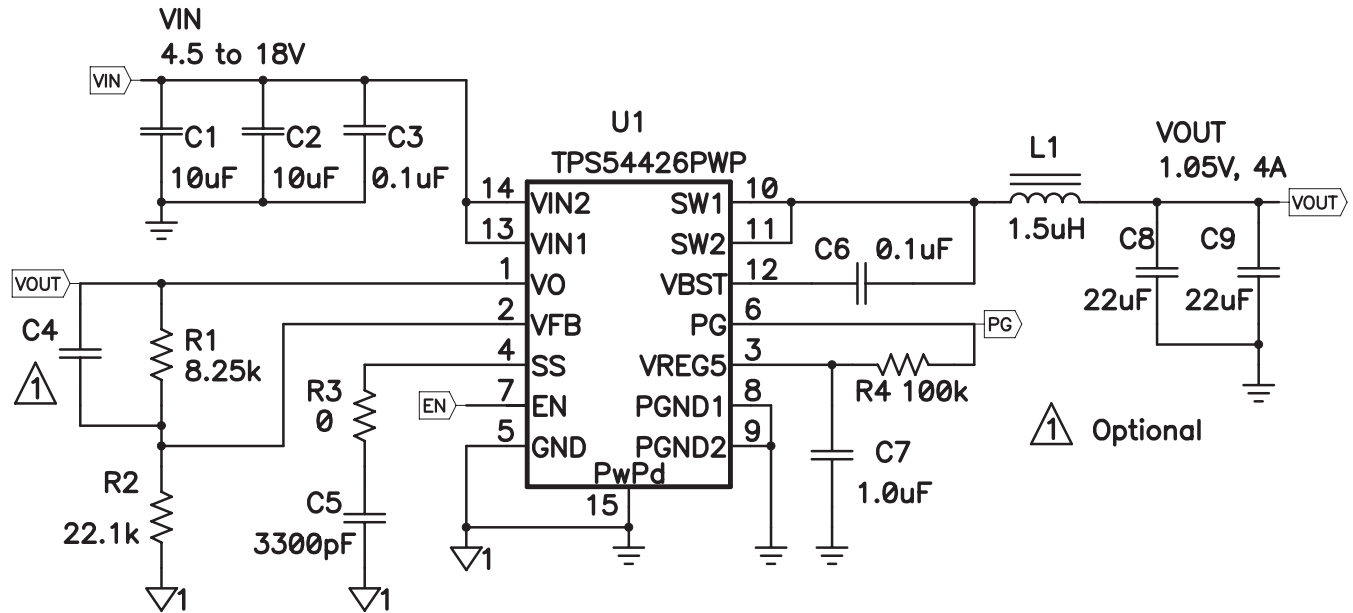 VIN
4.5 to 18V
VIN
C1
10uF
C2
10uF
C3
0.1uF
U1
TPS54426PWP
14
VIN2
13
VIN1
1
VO
2
VFB
4
SS
7
EN
5
GND
SW1
10
SW2
11
VBST
12
PG
6
VREG5
3
PGND1
8
PGND2
9
PwPd
15
L1
1.5uH
VOUT
1.05V, 4A
VOUT
C6
0.1uF
C8
22uF
C9
22uF
PG
R4 100k
C7
1.0uF
1 Optional
VOUT
C4
1
R1
8.25k
R2
22.1k
1
R3
0
C5
3300pF
1
EN
1